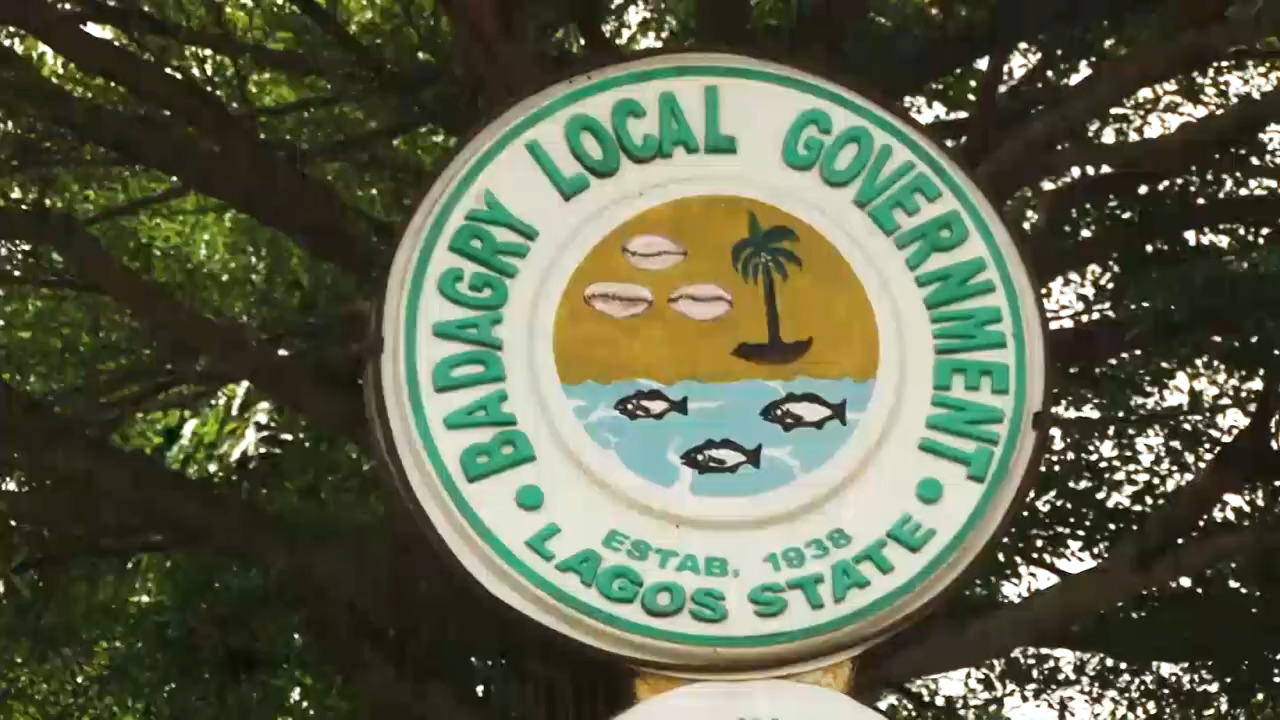 BADAGRY LOCAL GOVERNMENT
ESTAB. 1938
• LAGOS STATE •